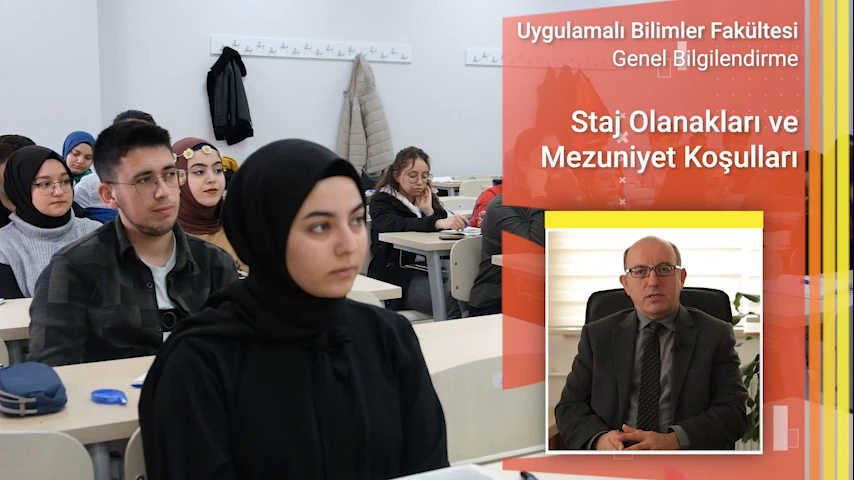 Uygulamalı Bilimler Fakültesi
Genel Bilgilendirme
Staj Olanakları ve
Mezuniyet Koşulları